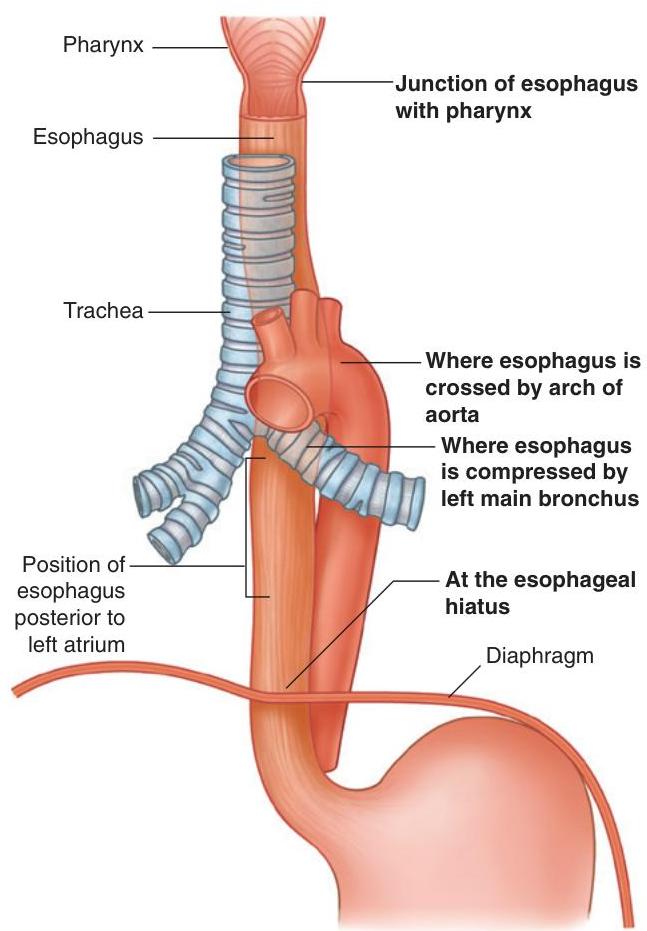 Pharynx
Junction of esophagus
with pharynx
Esophagus
Trachea
Where esophagus is
crossed by arch of
aorta
Where esophagus
is compressed by
left main bronchus
Position of
esophagus
posterior to
left atrium
At the esophageal
hiatus
Diaphragm